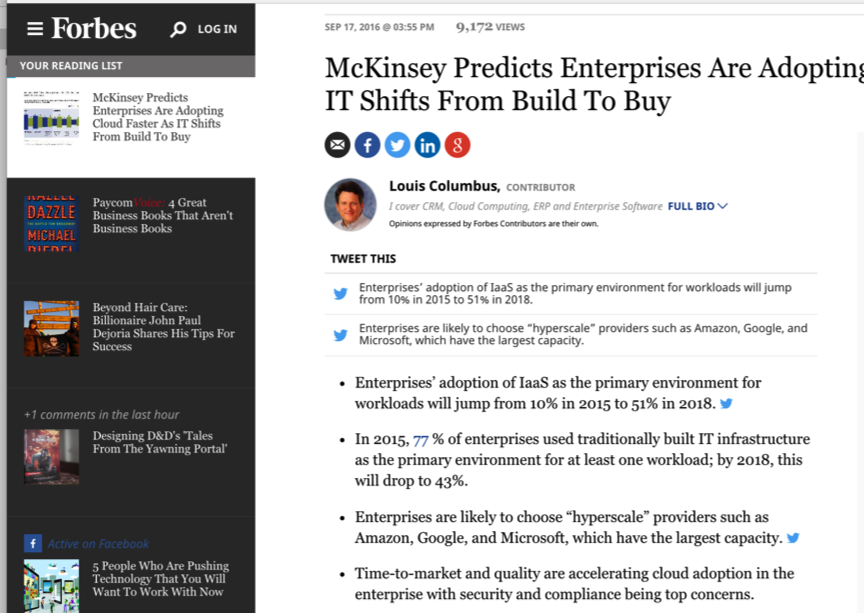 Forbes
LOG IN
YOUR READING LIST
McKinsey Predicts
Enterprises Are Adopting
Cloud Faster As IT Shifts
From Build To Buy
PaycomVoice: 4 Great
Business Books That Aren't
Business Books
DAZZLE
MICHAEL
Beyond Hair Care:
Billionaire John Paul
Dejoria Shares His Tips For
Success
+1 comments in the last hour
Designing D&D's 'Tales
From The Yawning Portal'
f Active on Facebook
5 People Who Are Pushing
Technology That You Will
Want To Work With Now
SEP 17, 2016 @ 03:55 PM 9,172 VIEWS
McKinsey Predicts Enterprises Are Adopting
IT Shifts From Build To Buy
f in g
Louis Columbus, CONTRIBUTOR
I cover CRM, Cloud Computing, ERP and Enterprise Software FULL BIO
Opinions expressed by Forbes Contributors are their own.
TWEET THIS
Enterprises' adoption of IaaS as the primary environment for workloads will jump
from 10% in 2015 to 51% in 2018.
Enterprises are likely to choose "hyperscale" providers such as Amazon, Google, and
Microsoft, which have the largest capacity.
• Enterprises' adoption of IaaS as the primary environment for
workloads will jump from 10% in 2015 to 51% in 2018.
• In 2015, 77 % of enterprises used traditionally built IT infrastructure
as the primary environment for at least one workload; by 2018, this
will drop to 43%.
• Enterprises are likely to choose "hyperscale" providers such as
Amazon, Google, and Microsoft, which have the largest capacity.
• Time-to-market and quality are accelerating cloud adoption in the
enterprise with security and compliance being top concerns.